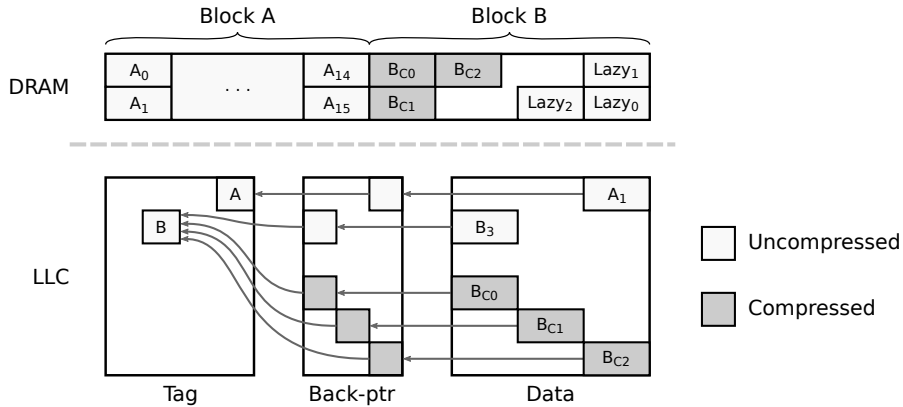 Block A Block B
DRAM
A0 . . . A14 BC0 BC2 Lazy1
A1 A15 BC1 Lazy2 Lazy0
LLC
A A1
B B3
BC0
BC1
BC2
Tag Back-ptr Data
Uncompressed
Compressed